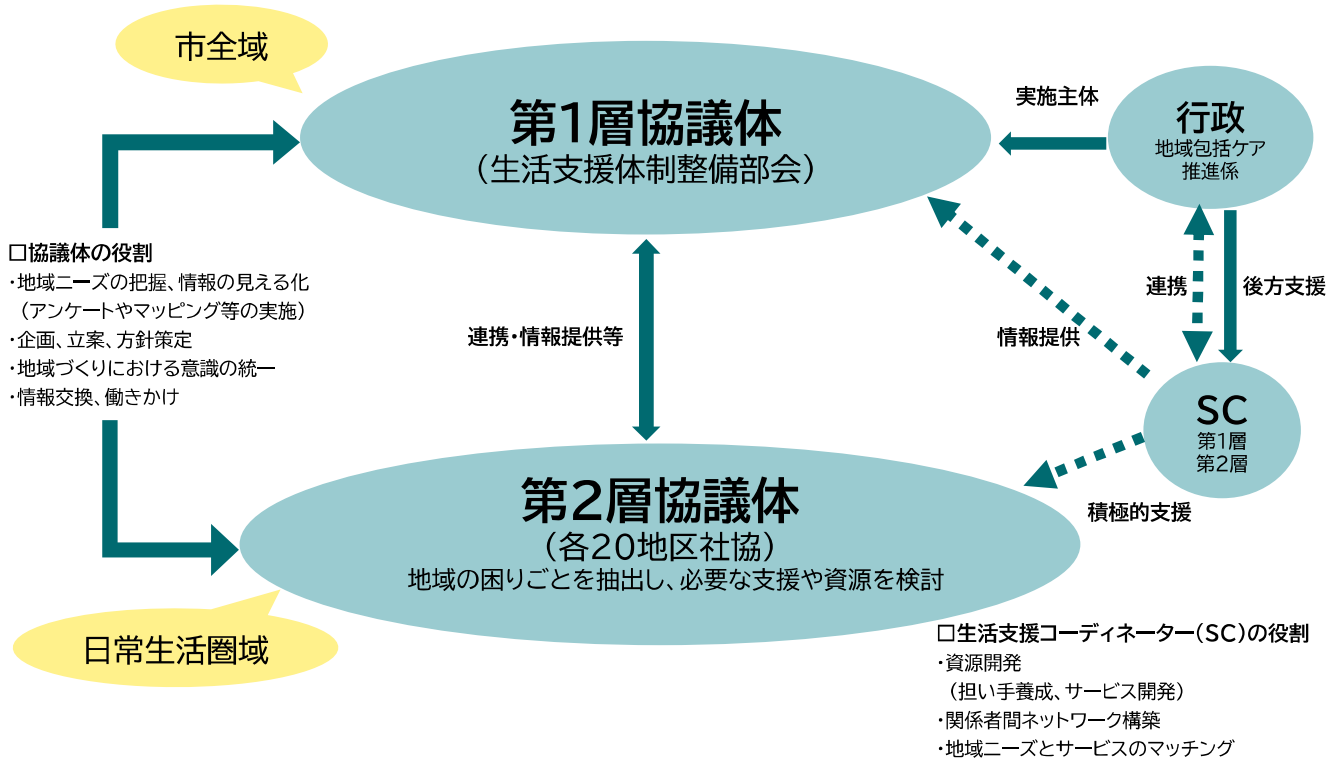 市全域
第1層協議体
（生活支援体制整備部会）
実施主体
行政
地域包括ケア
推進係
□協議体の役割
・地域ニーズの把握、情報の見える化
（アンケートやマッピング等の実施）
・企画、立案、方針策定
・地域づくりにおける意識の統一
・情報交換、働きかけ
連携・情報提供等
情報提供
連携
後方支援
SC
第1層
第2層
積極的支援
第2層協議体
（各20地区社協）
地域の困りごとを抽出し、必要な支援や資源を検討
日常生活圏域
□生活支援コーディネーター（SC）の役割
・資源開発
（担い手養成、サービス開発）
・関係者間ネットワーク構築
・地域ニーズとサービスのマッチング